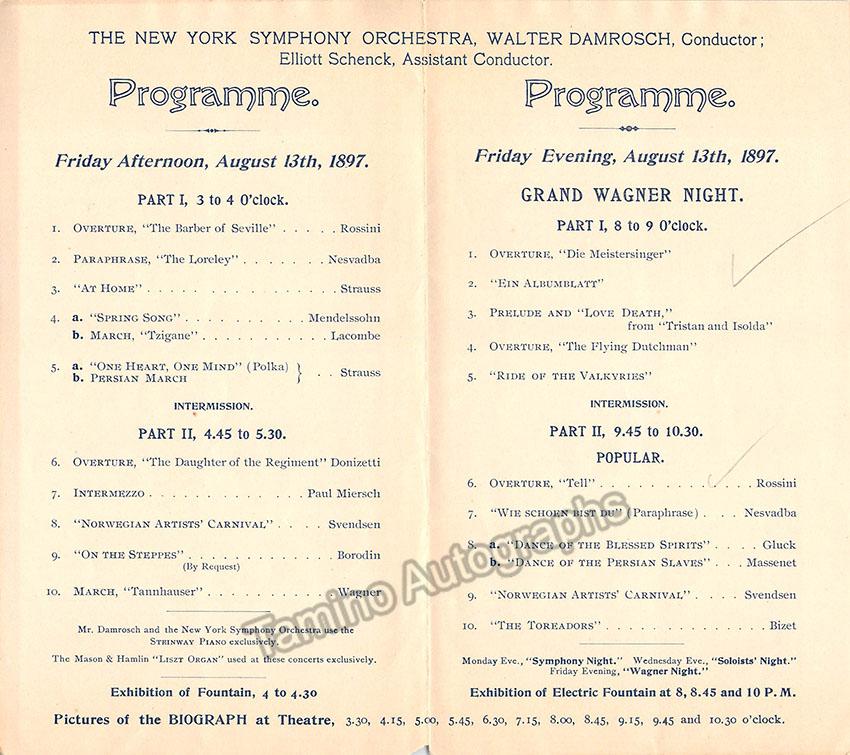 THE NEW YORK SYMPHONY ORCHESTRA, WALTER DAMROSCH, Conductor;
Elliott Schenck, Assistant Conductor.
Programme.
Friday Afternoon, August 13th, 1897.
PART I, 3 to 4 O'clock.
1. OVERTURE, "The Barber of Seville" . . . . . Rossini
2. PARAPHRASE, "The Loreley" . . . . . . . Nesvadba
3. "AT HOME" . . . . . . . . . . . . . . . . Strauss
4. a. "SPRING SONG" . . . . . . . . . . Mendelssohn
b. MARCH, "Tzigane" . . . . . . . . . . . Lacombe
5. a. "ONE HEART, ONE MIND" (Polka)
b. PERSIAN MARCH } . . Strauss
INTERMISSION.
PART II, 4.45 to 5.30.
6. OVERTURE, "The Daughter of the Regiment" Donizetti
7. INTERMEZZO . . . . . . . . . . . . . Paul Miersch
8. "NORWEGIAN ARTISTS' CARNIVAL" . . . . Svendsen
9. "ON THE STEPPES" . . . . . . . . . . . . Borodin
(By Request)
10. MARCH, "Tannhauser" . . . . . . . . . . . Wagner
Mr. Damrosch and the New York Symphony Orchestra use the
STEINWAY PIANO exclusively.
The Mason & Hamlin "LISZT ORGAN" used at these concerts exclusively.
Exhibition of Fountain, 4 to 4.30
Programme.
Friday Evening, August 13th, 1897.
GRAND WAGNER NIGHT.
PART I, 8 to 9 O'clock.
1. OVERTURE, "Die Meistersinger"
2. "EIN ALBUMBLATT"
3. PRELUDE AND "LOVE DEATH,"
from "Tristan and Isolda"
4. OVERTURE, "The Flying Dutchman"
5. "RIDE OF THE VALKYRIES"
INTERMISSION.
PART II, 9.45 to 10.30.
POPULAR.
6. OVERTURE, "Tell" . . . . . . . . . . . . . Rossini
7. "WIE SCHOEN BIST DU" (Paraphrase) . . . Nesvadba
8. a. "DANCE OF THE BLESSED SPIRITS" . . . . Gluck
b. "DANCE OF THE PERSIAN SLAVES" . . . Massenet
9. "NORWEGIAN ARTISTS' CARNIVAL" . . . . . Svendsen
10. "THE TOREADORS" . . . . . . . . . . . . . . Bizet
Monday Eve., "Symphony Night." Wednesday Eve., "Soloists' Night."
Friday Evening, "Wagner Night."
Exhibition of Electric Fountain at 8, 8.45 and 10 P.M.
Pictures of the BIOGRAPH at Theatre, 3.30, 4.15, 5.00, 5.45, 6.30, 7.15, 8.00, 8.45, 9.15, 9.45 and 10.30 o'clock.
Tamino Autographs